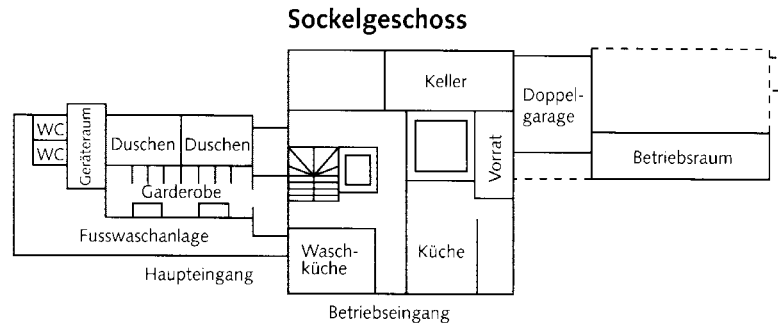 Sockelgeschoss
Keller
Doppel-
garage
WC
WC
Geräteraum
Duschen
Duschen
Vorrat
Betriebsraum
Garderobe
Fusswaschanlage
Wasch-
küche
Küche
Haupteingang
Betriebseingang